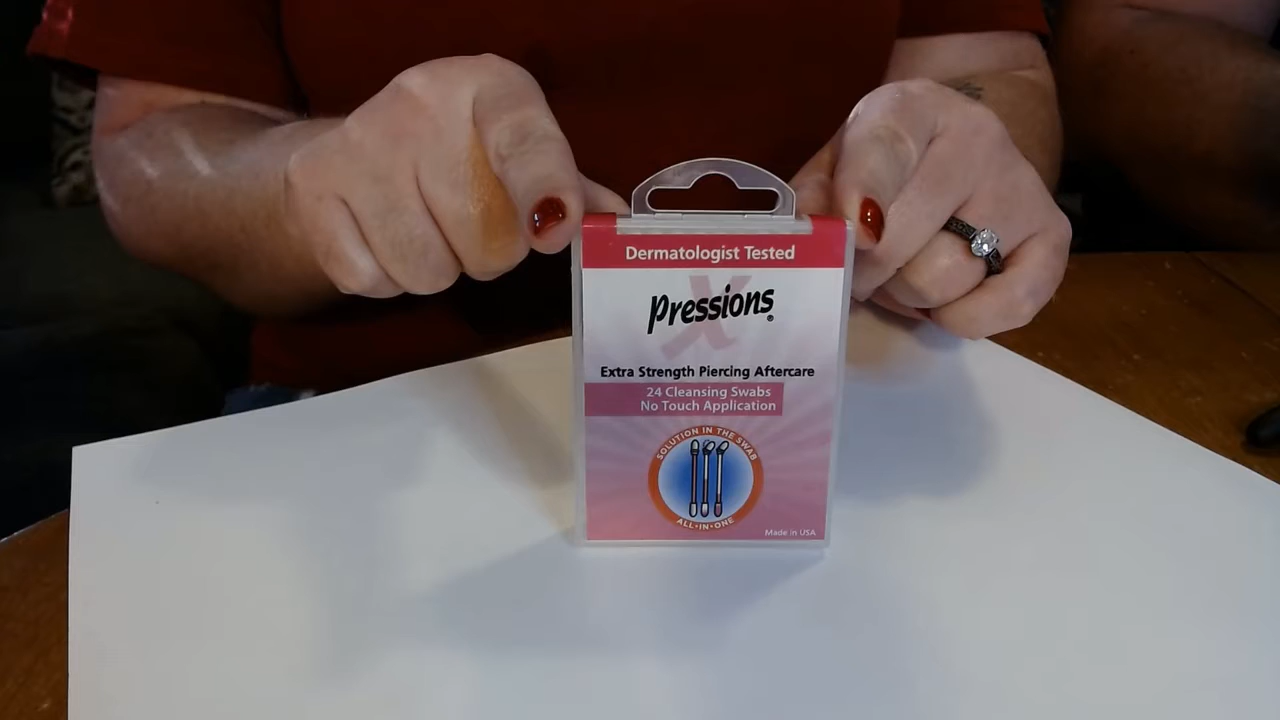 Dermatologist Tested
X
Pressions®
Extra Strength Piercing Aftercare
24 Cleansing Swabs
No Touch Application
SOLUTION IN THE SWAB
ALL-IN-ONE
Made in USA